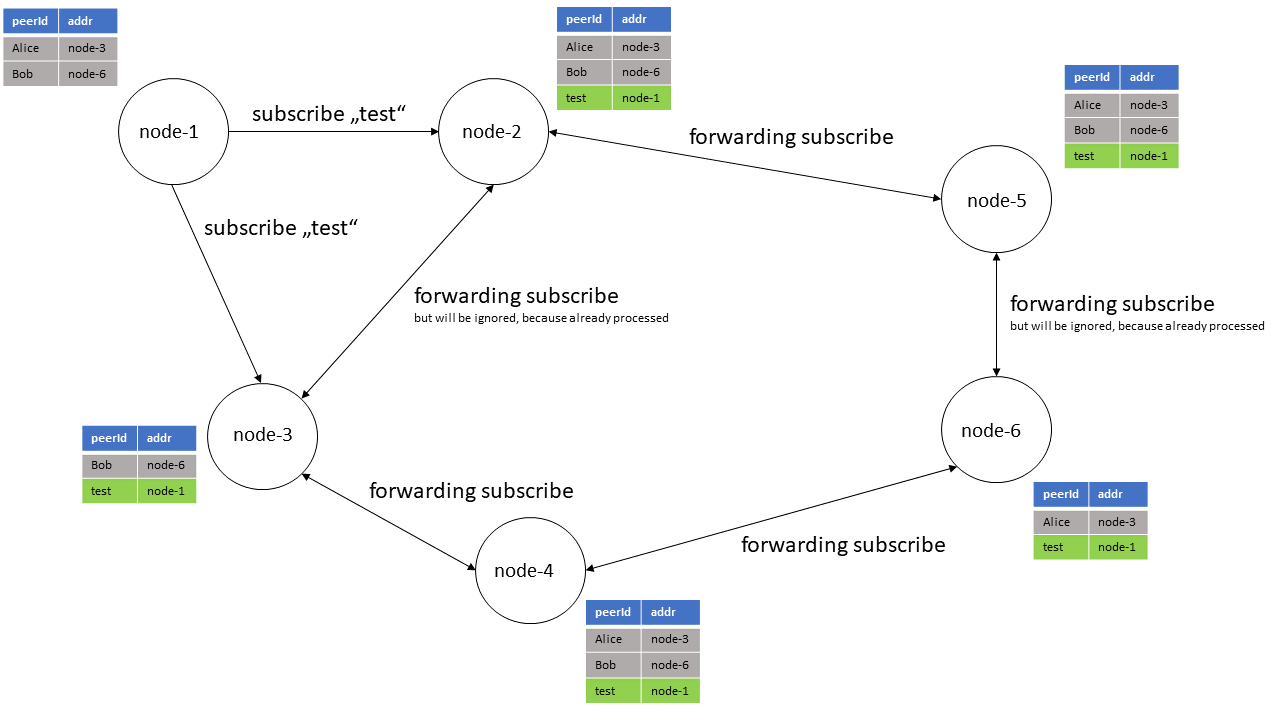 peerId addr
Alice node-3
Bob node-6
peerId addr
Alice node-3
Bob node-6
test node-1
peerId addr
Alice node-3
Bob node-6
test node-1
node-1
subscribe „test“
node-2
forwarding subscribe
node-5
subscribe „test“
forwarding subscribe
but will be ignored, because already processed
forwarding subscribe
but will be ignored, because already processed
node-3
peerId addr
Bob node-6
test node-1
node-6
forwarding subscribe
forwarding subscribe
peerId addr
Alice node-3
test node-1
node-4
peerId addr
Alice node-3
Bob node-6
test node-1